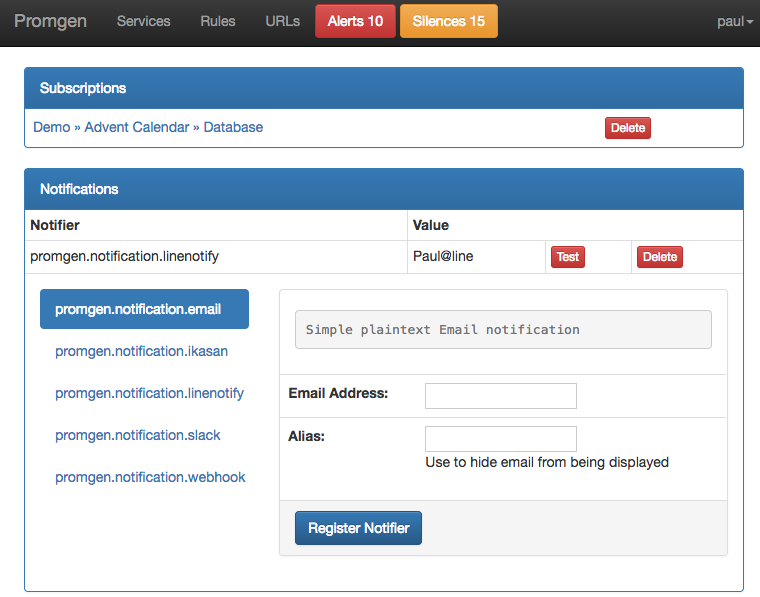 Promgen Services Rules URLs Alerts 10 Silences 15 paul
Subscriptions
Demo » Advent Calendar » Database Delete
Notifications
Notifier Value
promgen.notification.linenotify Paul@line Test Delete
promgen.notification.email
promgen.notification.ikasan
promgen.notification.linenotify
promgen.notification.slack
promgen.notification.webhook
Simple plaintext Email notification
Email Address:
Alias:
Use to hide email from being displayed
Register Notifier